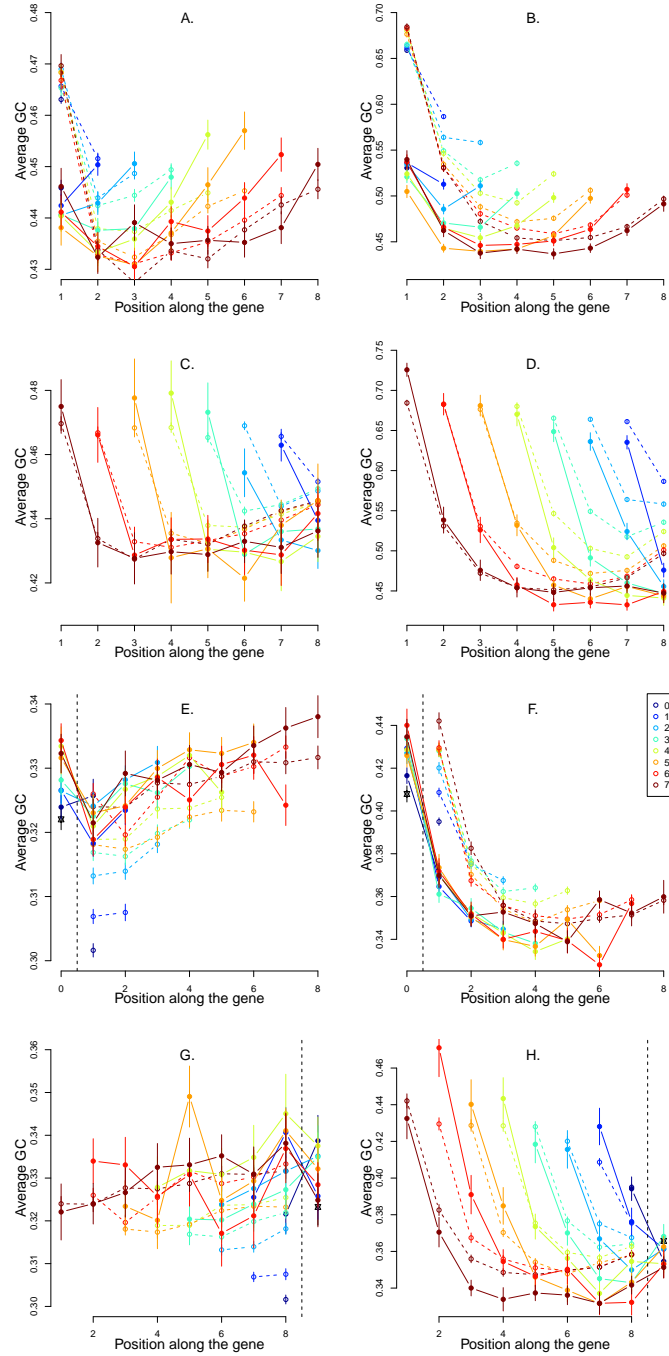 A.
Average GC
0.43 0.44 0.45 0.46 0.47 0.48
1 2 3 4 5 6 7 8
Position along the gene
B.
Average GC
0.45 0.50 0.55 0.60 0.65 0.70
1 2 3 4 5 6 7 8
Position along the gene
C.
Average GC
0.42 0.44 0.46 0.48
1 2 3 4 5 6 7 8
Position along the gene
D.
Average GC
0.45 0.50 0.55 0.60 0.65 0.70 0.75
1 2 3 4 5 6 7 8
Position along the gene
E.
Average GC
0.30 0.31 0.32 0.33 0.34
0 2 4 6 8
Position along the gene
F.
Average GC
0.34 0.36 0.38 0.40 0.42 0.44
0 2 4 6 8
Position along the gene
0
1
2
3
4
5
6
7
G.
Average GC
0.30 0.31 0.32 0.33 0.34 0.35 0.36
2 4 6 8
Position along the gene
H.
Average GC
0.34 0.36 0.38 0.40 0.42 0.44 0.46
2 4 6 8
Position along the gene